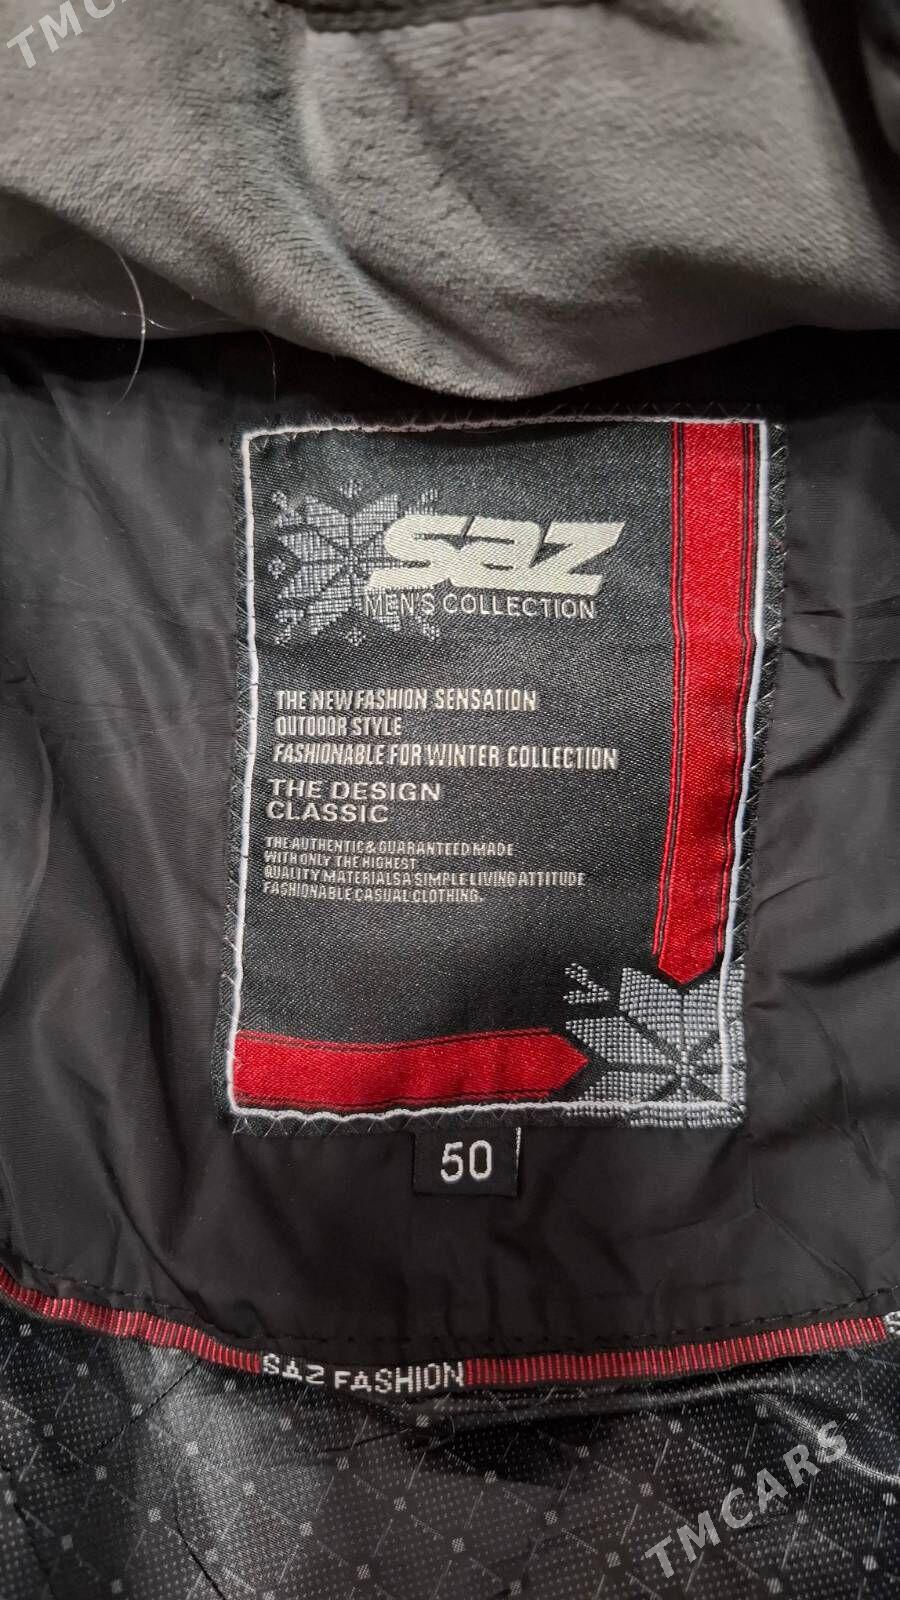 TMC
saz
MEN'S COLLECTION
THE NEW FASHION SENSATION
OUTDOOR STYLE
FASHIONABLE FOR WINTER COLLECTION
THE DESIGN
CLASSIC
THE AUTHENTIC & GUARANTEED MADE
WITH ONLY THE HIGHEST
QUALITY MATERIALSA SIMPLE LIVING ATTITUDE
FASHIONABLE CASUAL CLOTHING.
50
SAZ FASHION
S
TMCARS